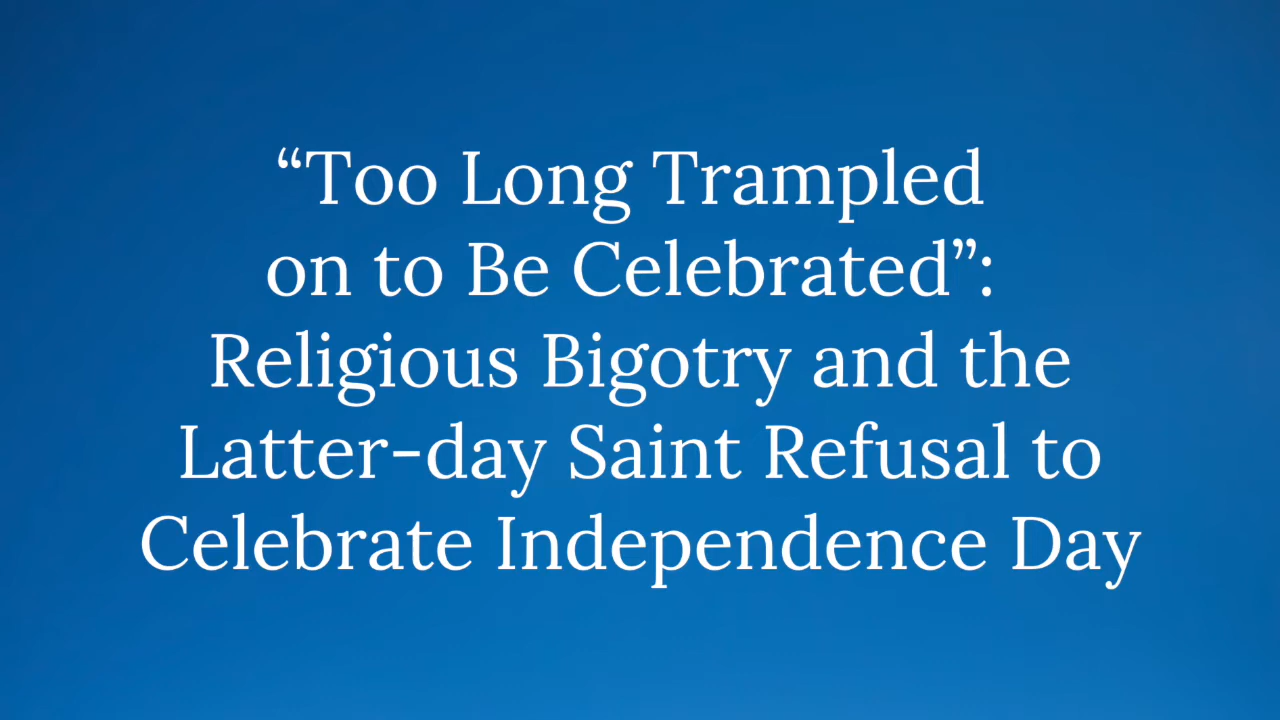 “Too Long Trampled
on to Be Celebrated”:
Religious Bigotry and the
Latter-day Saint Refusal to
Celebrate Independence Day